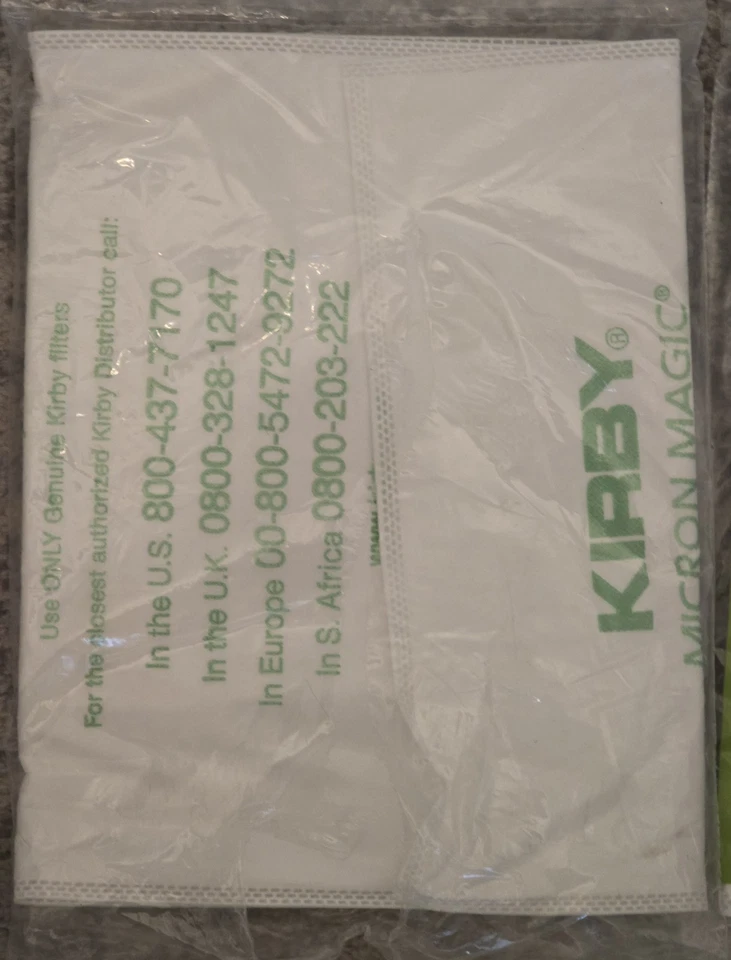 Use ONLY Genuine Kirby filters
For the closest authorized Kirby Distributor call:
In the U.S. 800-437-7170
In the U.K. 0800-328-1247
In Europe 00-800-5472-9272
In S. Africa 0800-203-222
KIRBY®
MICRON MAGIC®